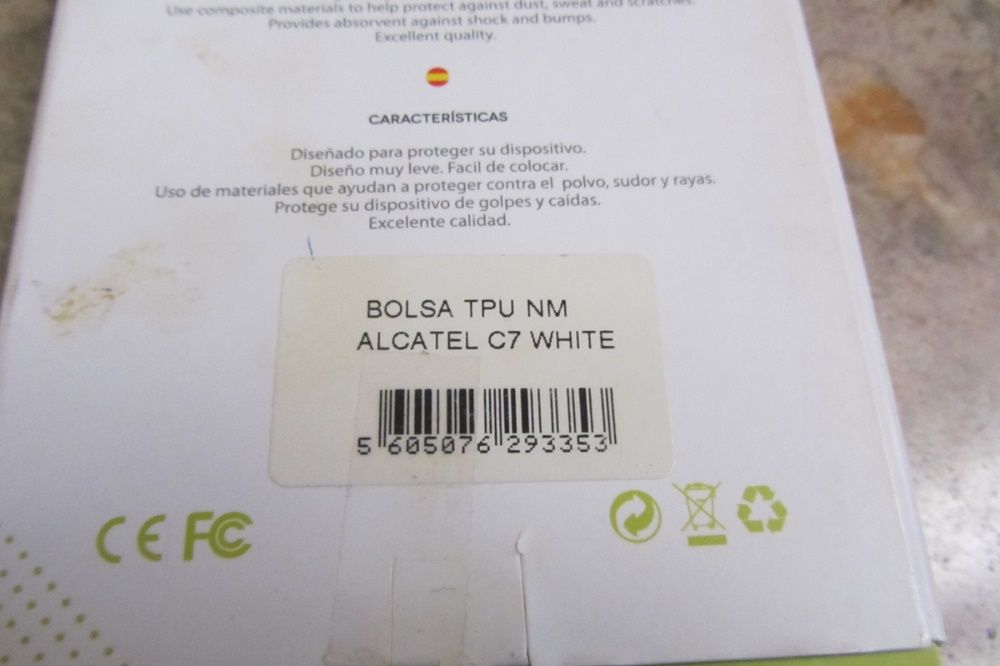 Use composite materials to help protect against dust, sweat and scratches.
Provides absorvent against shock and bumps.
Excellent quality.
CARACTERÍSTICAS
Diseñado para proteger su dispositivo.
Diseño muy leve. Facil de colocar.
Uso de materiales que ayudan a proteger contra el polvo, sudor y rayas.
Protege su dispositivo de golpes y caídas.
Excelente calidad.
BOLSA TPU NM
ALCATEL C7 WHITE
5 605076 293353
CE FC